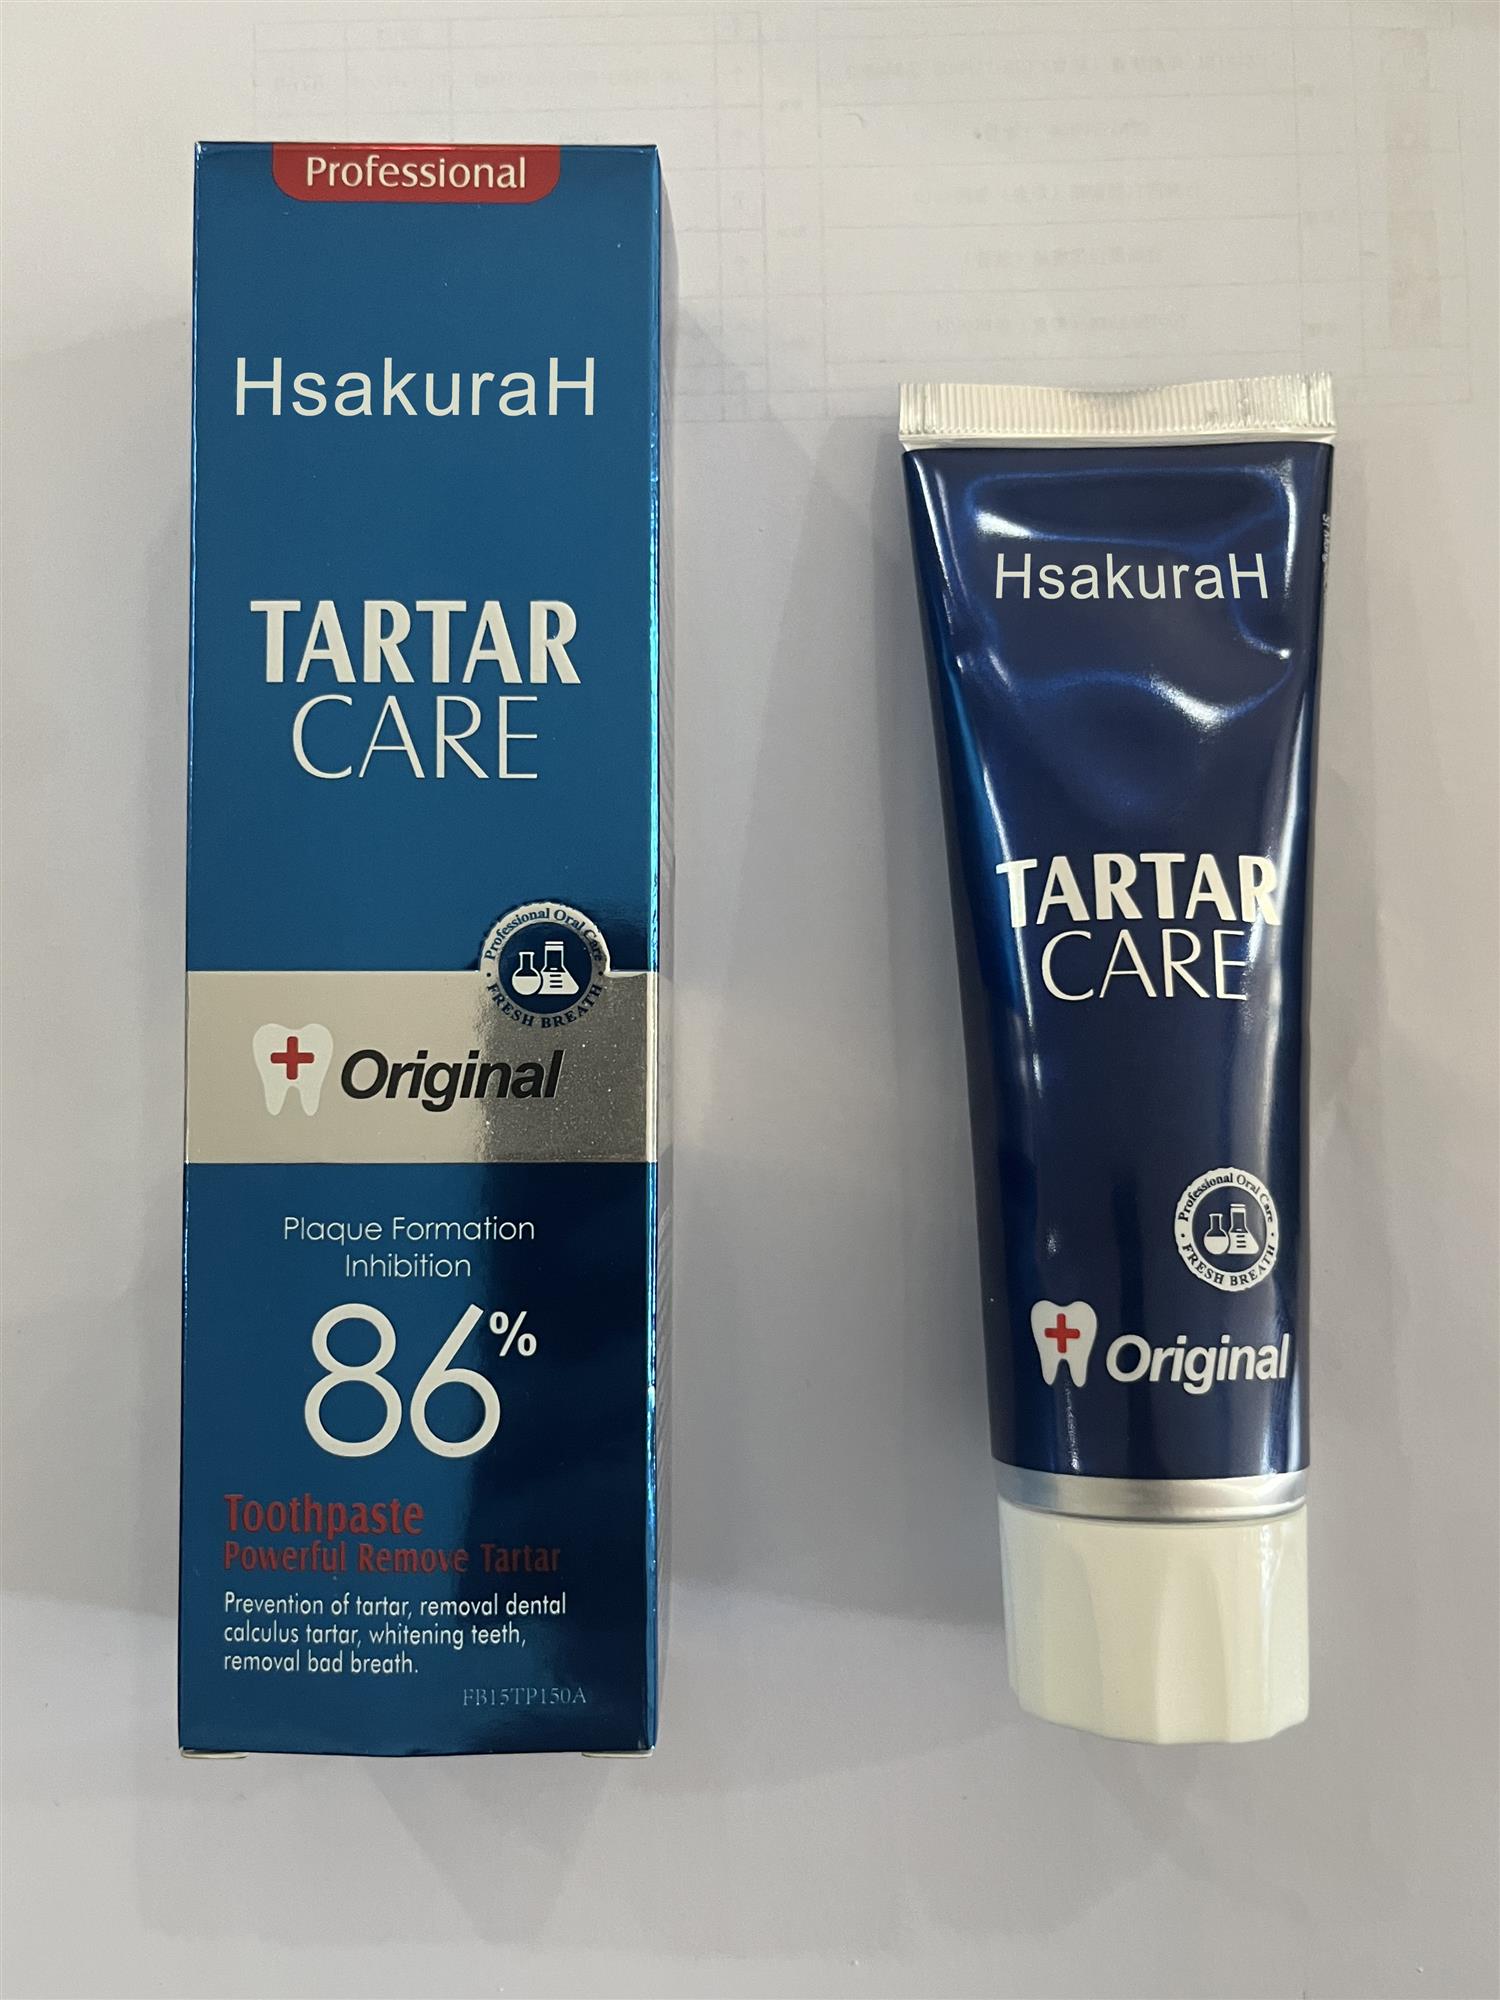 Professional
HsakuraH
TARTAR
CARE
Professional Oral Care
FRESH BREATH
Original
Plaque Formation
Inhibition
86%
Toothpaste
Powerful Remove Tartar
Prevention of tartar, removal dental
calculus tartar, whitening teeth,
removal bad breath.
FB15TP150A
HsakuraH
TARTAR
CARE
Professional Oral Care
FRESH BREATH
Original